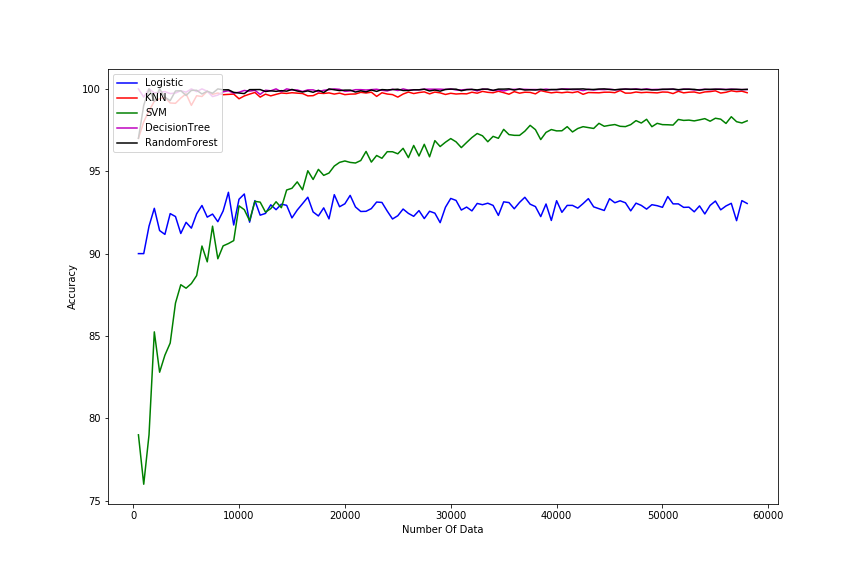 Logistic
KNN
SVM
DecisionTree
RandomForest
100
95
90
85
80
75
Accuracy
0
10000
20000
30000
40000
50000
60000
Number Of Data